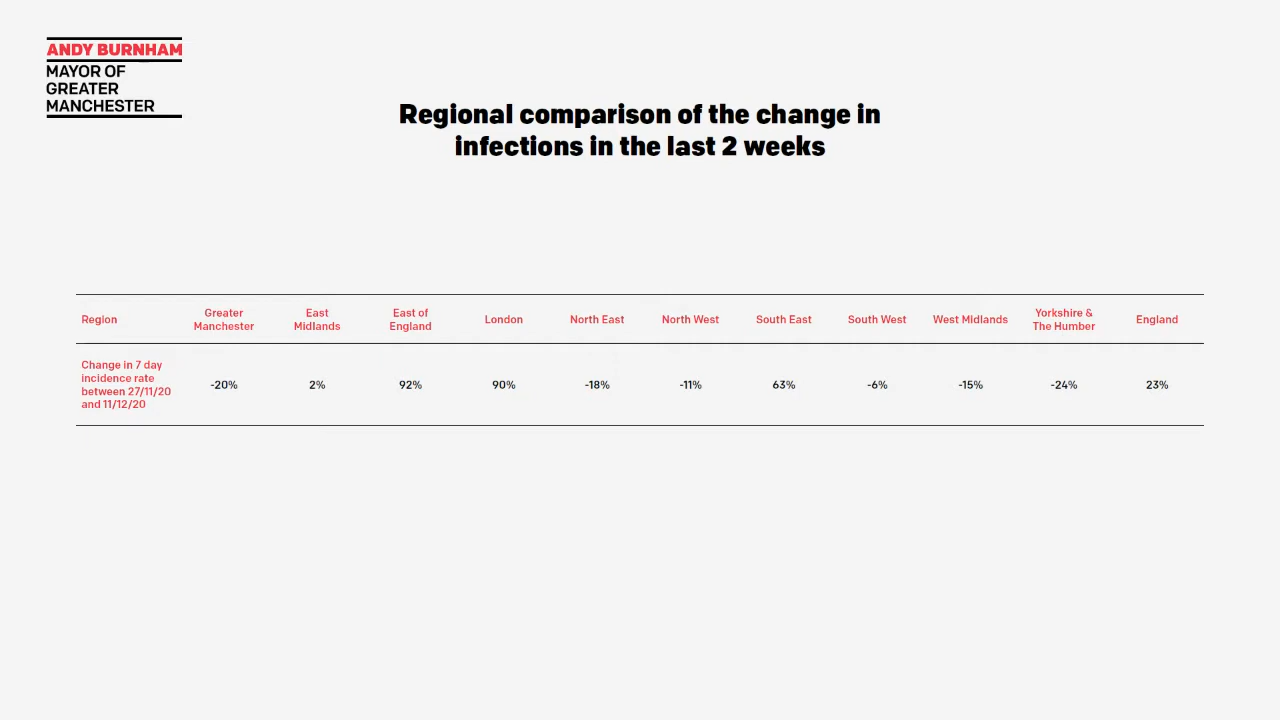 ANDY BURNHAM
MAYOR OF
GREATER
MANCHESTER
Regional comparison of the change in
infections in the last 2 weeks
Region Greater Manchester East Midlands East of England London North East North West South East South West West Midlands Yorkshire & The Humber England
Change in 7 day
incidence rate
between 27/11/20
and 11/12/20
-20% 2% 92% 90% -18% -11% 63% -6% -15% -24% 23%